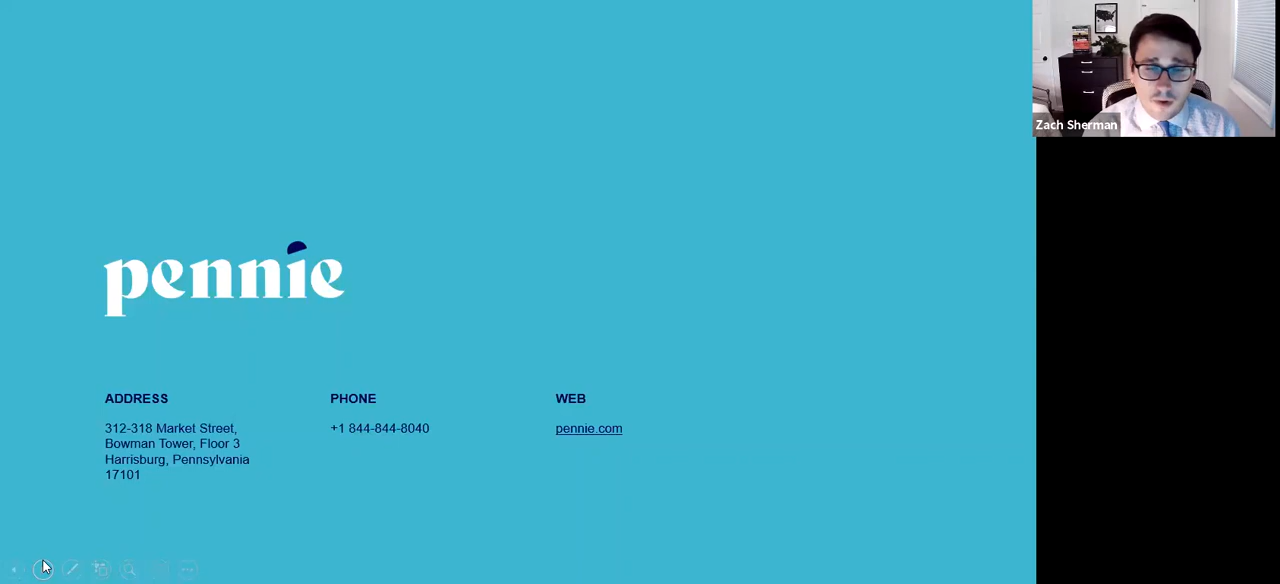 Zach Sherman
pennie
ADDRESS
312-318 Market Street,
Bowman Tower, Floor 3
Harrisburg, Pennsylvania
17101
PHONE
+1 844-844-8040
WEB
pennie.com